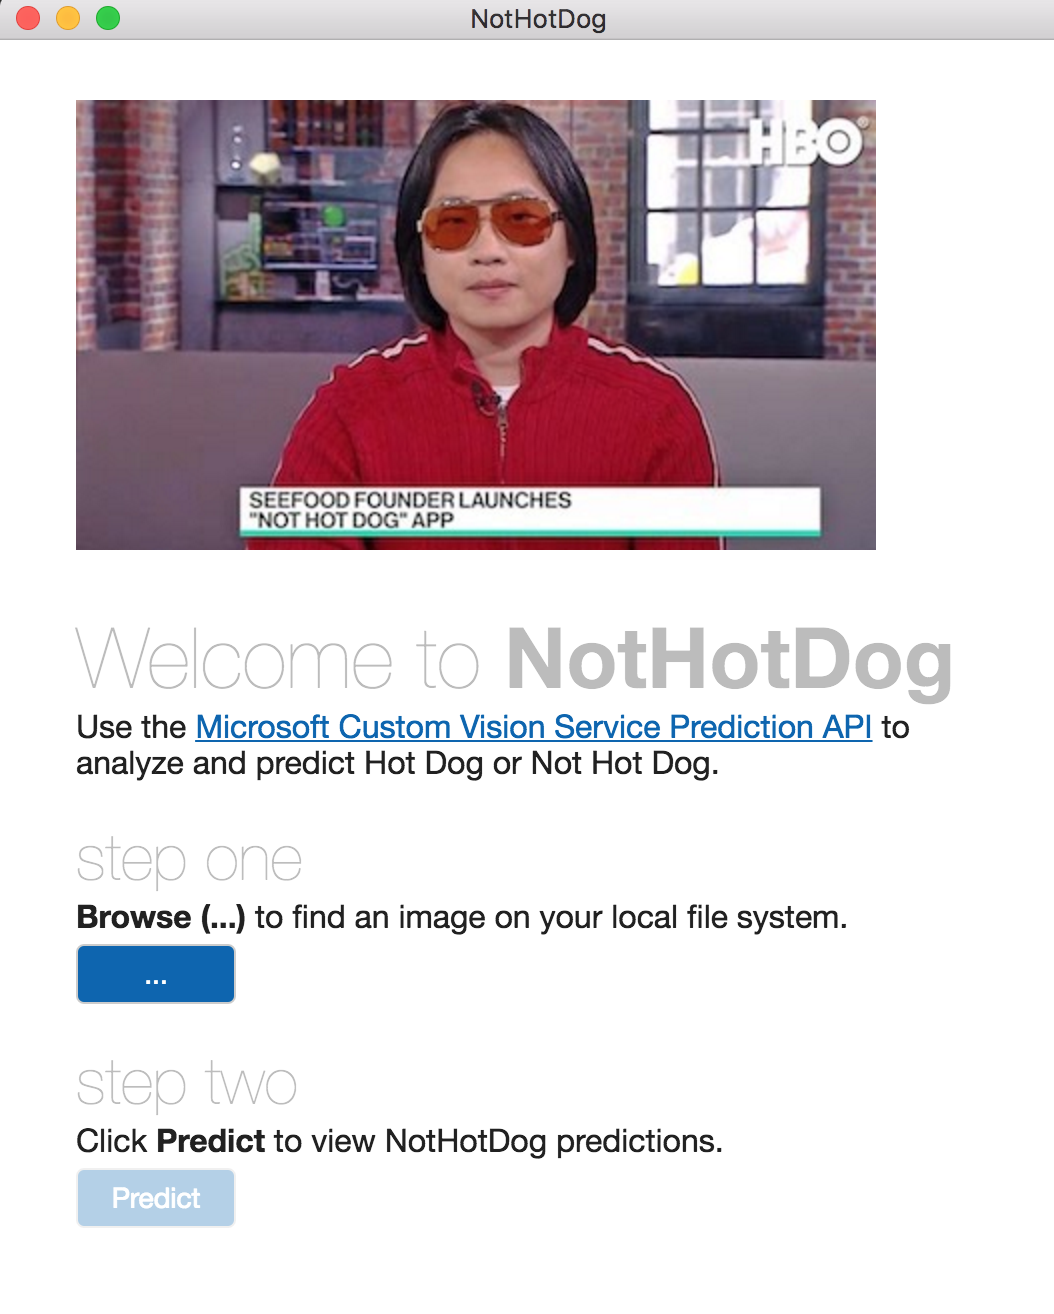 NotHotDog
HBO®
SEEFOOD FOUNDER LAUNCHES
"NOT HOT DOG" APP
Welcome to NotHotDog
Use the Microsoft Custom Vision Service Prediction API to
analyze and predict Hot Dog or Not Hot Dog.
step one
Browse (...) to find an image on your local file system.
...
step two
Click Predict to view NotHotDog predictions.
Predict